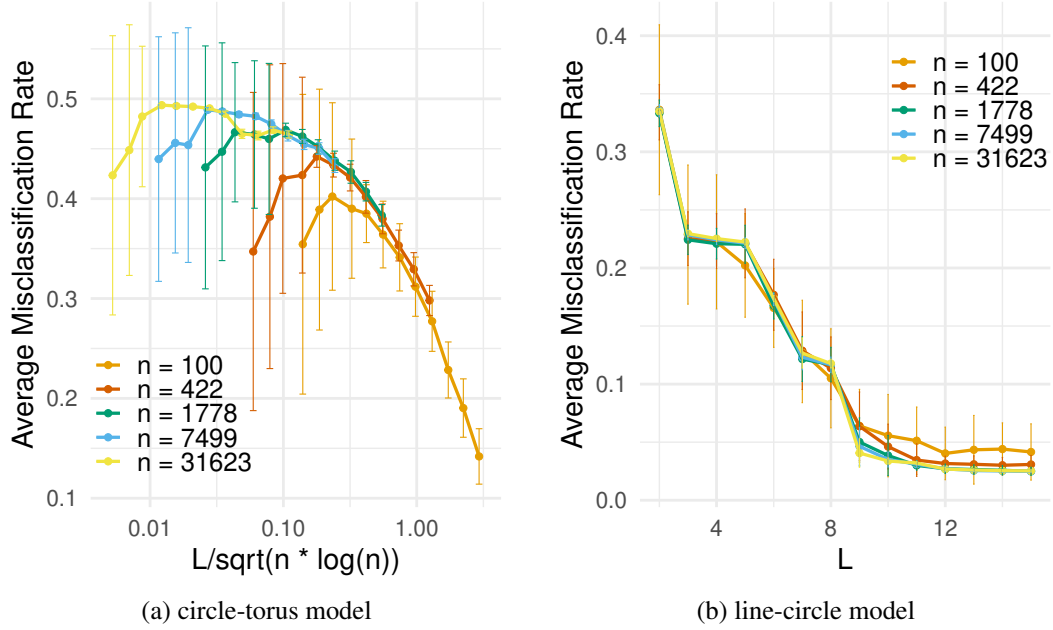 Average Misclassification Rate
0.5
0.4
0.3
0.2
0.1
n = 100
n = 422
n = 1778
n = 7499
n = 31623
0.01
0.10
1.00
L/sqrt(n * log(n))
(a) circle-torus model
Average Misclassification Rate
0.4
0.3
0.2
0.1
0.0
n = 100
n = 422
n = 1778
n = 7499
n = 31623
4
8
12
L
(b) line-circle model